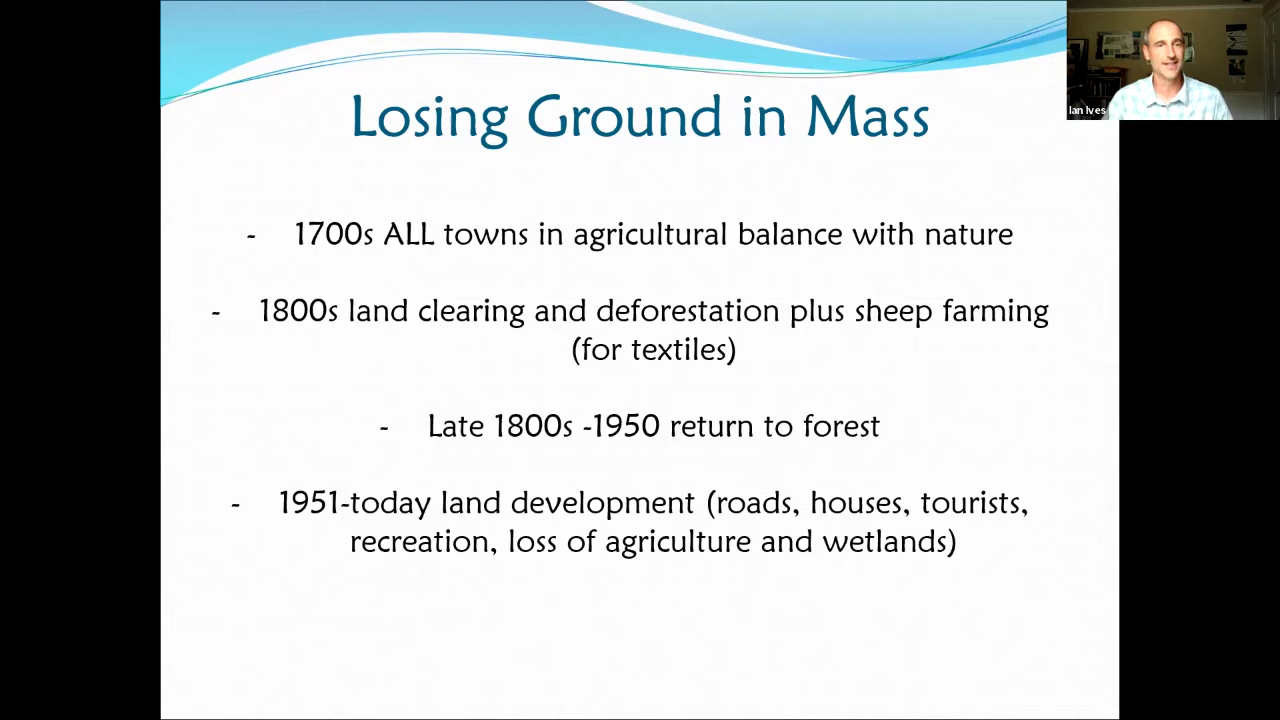 Losing Ground in Mass
Ian Ives
- 1700s ALL towns in agricultural balance with nature
- 1800s land clearing and deforestation plus sheep farming
(for textiles)
- Late 1800s -1950 return to forest
- 1951-today land development (roads, houses, tourists,
recreation, loss of agriculture and wetlands)